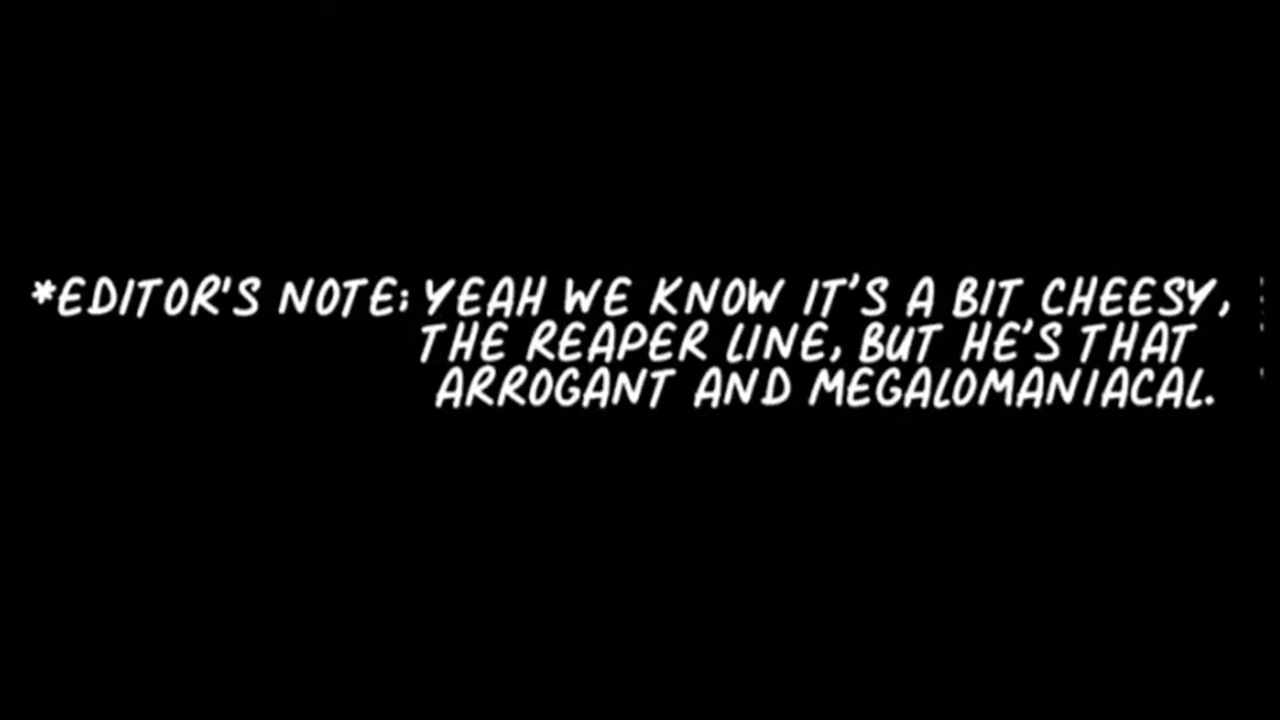 *EDITOR'S NOTE: YEAH WE KNOW IT'S A BIT CHEESY,
THE REAPER LINE, BUT HE'S THAT
ARROGANT AND MEGALOMANIACAL.